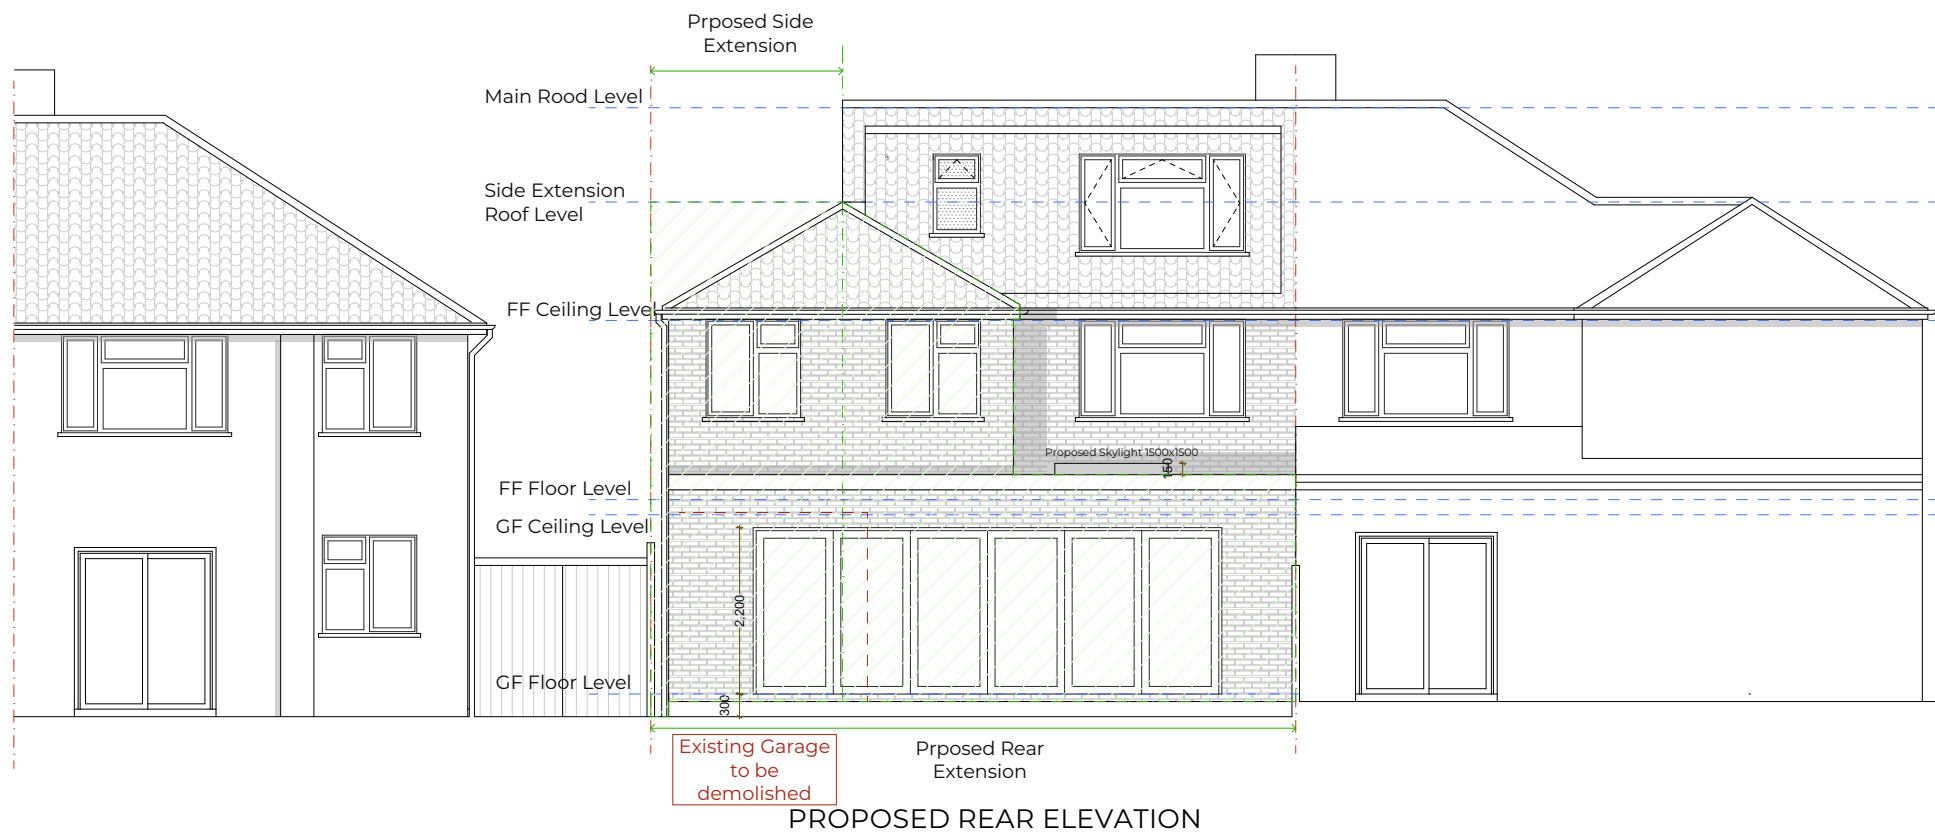 Prposed Side
Extension
Main Rood Level
Side Extension
Roof Level
FF Ceiling Level
Proposed Skylight 1500x1500
150
FF Floor Level
GF Ceiling Level
2,200
GF Floor Level
300
Existing Garage
to be
demolished
Prposed Rear
Extension
PROPOSED REAR ELEVATION